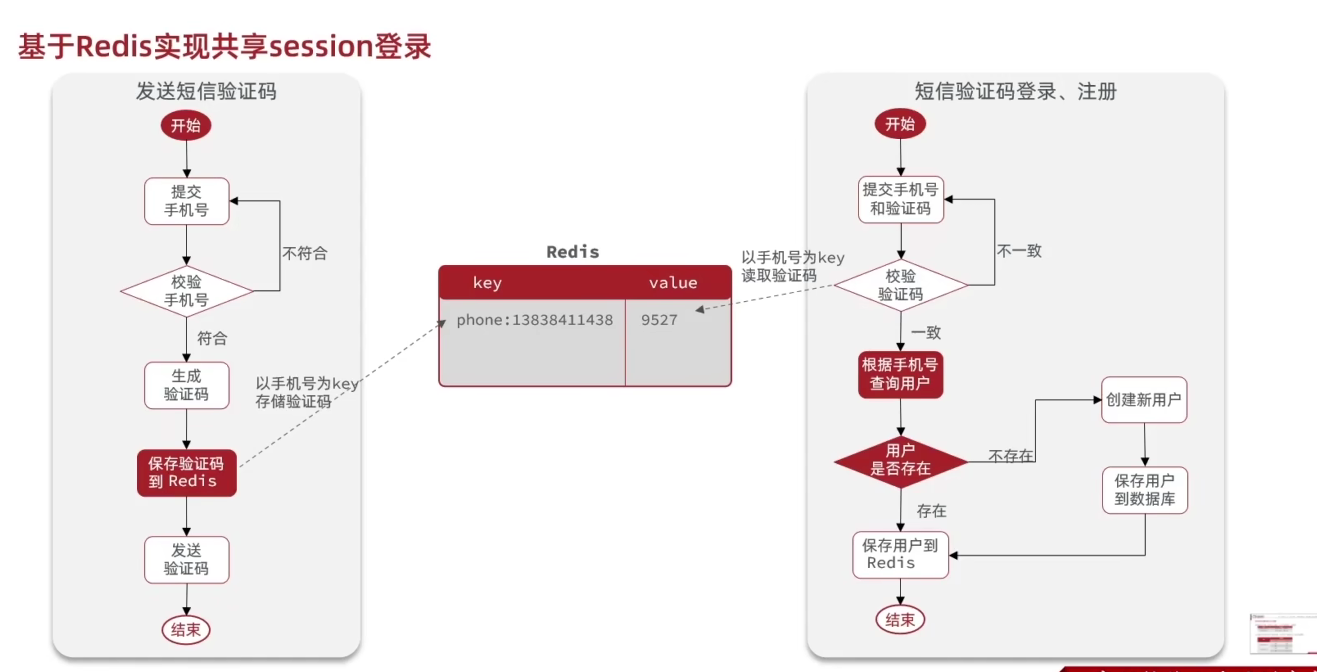 基于Redis实现共享session登录
发送短信验证码
开始
提交
手机号
不符合
校验
手机号
符合
生成
验证码
以手机号为key
存储验证码
保存验证码
到 Redis
发送
验证码
结束
Redis
key
value
phone:13838411438
9527
短信验证码登录、注册
开始
提交手机号
和验证码
不一致
以手机号为key
读取验证码
校验
验证码
一致
根据手机号
查询用户
创建新用户
用户
是否存在
不存在
保存用户
到数据库
存在
保存用户到
Redis
结束